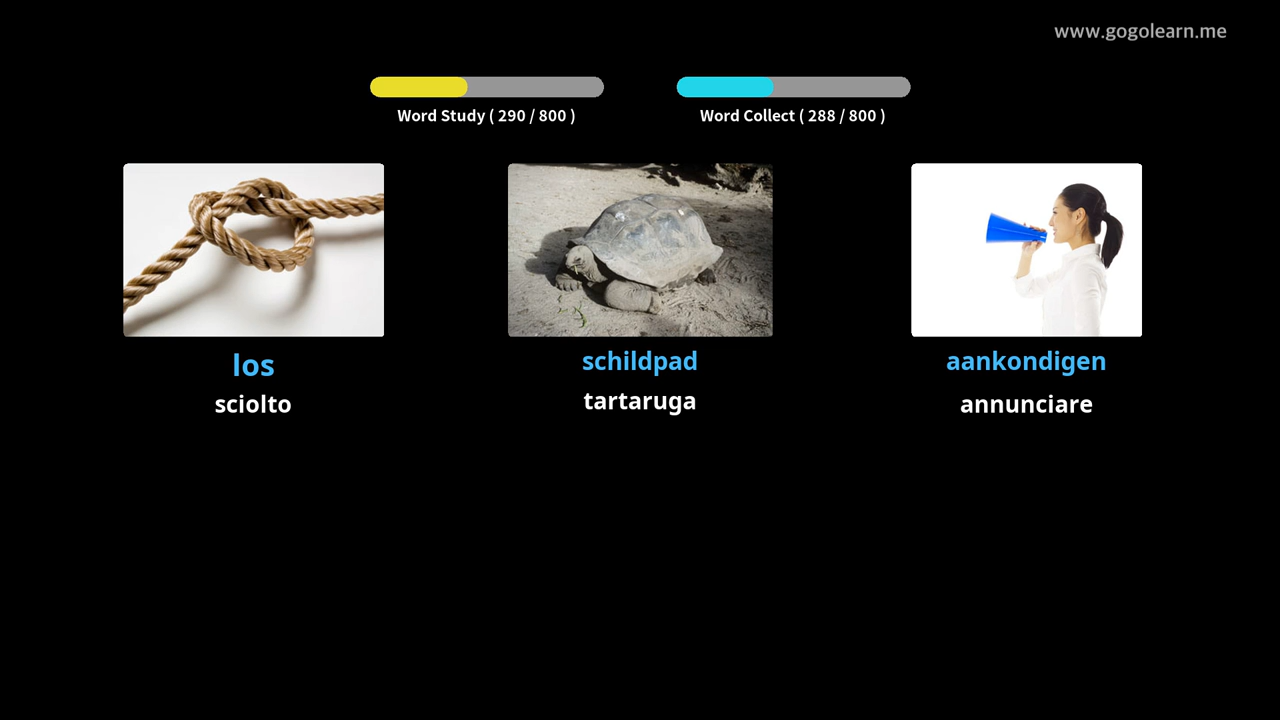 www.gogolearn.me
Word Study ( 290 / 800 )
Word Collect ( 288 / 800 )
los
schildpad
aankondigen
sciolto
tartaruga
annunciare